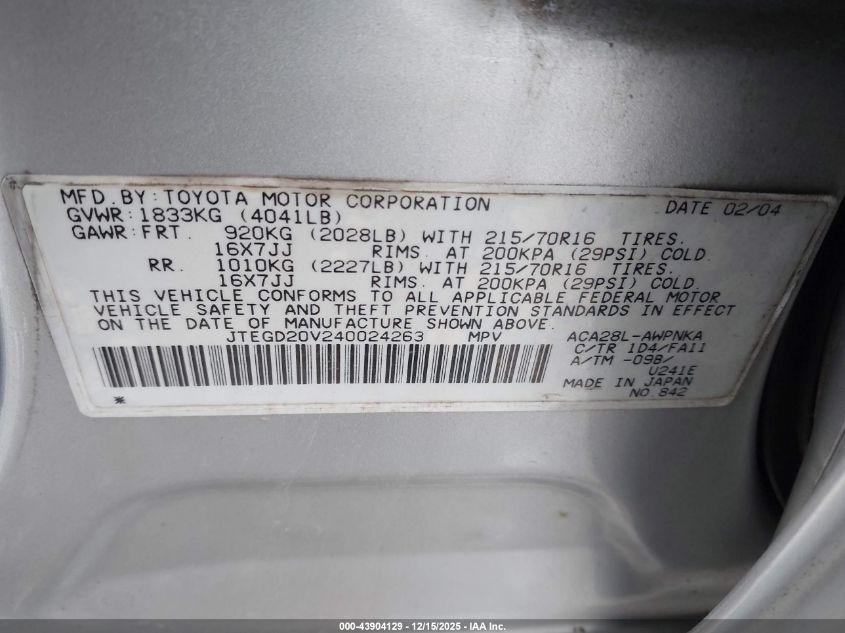 MFD. BY: TOYOTA MOTOR CORPORATION DATE 02/04
GVWR: 1833KG (4041LB)
GAWR: FRT. 920KG (2028LB) WITH 215/70R16 TIRES.
16X7JJ RIMS. AT 200KPA (29PSI) COLD.
RR. 1010KG (2227LB) WITH 215/70R16 TIRES.
16X7JJ RIMS. AT 200KPA (29PSI) COLD.
THIS VEHICLE CONFORMS TO ALL APPLICABLE FEDERAL MOTOR
VEHICLE SAFETY AND THEFT PREVENTION STANDARDS IN EFFECT
ON THE DATE OF MANUFACTURE SHOWN ABOVE.
JTEGD20V240024263 MPV ACA28L-AWPNKA
C/TR 1D4/FA11
A/TM -09B/
U241E
MADE IN JAPAN
* NO.842
000-43904129 - 12/15/2025 - IAA Inc.